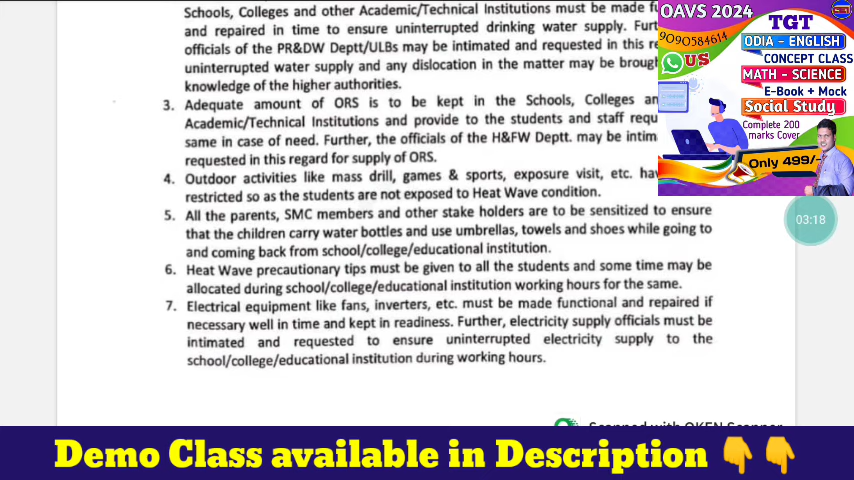 Schools, Colleges and other Academic/Technical Institutions must be made
and repaired in time to ensure uninterrupted drinking water supply.
officials of the PR&DW Deptt/ULBs may be intimated and requested in this
uninterrupted water supply and any dislocation in the matter may be
knowledge of the higher authorities.
3. Adequate amount of ORS is to be kept in the Schools, Colleges
Academic/Technical Institutions and provide to the students and staff
same in case of need. Further, the officials of the H&FW Deptt. may be
requested in this regard for supply of ORS.
4. Outdoor activities like mass drill, games & sports, exposure visit, etc.
restricted so as the students are not exposed to Heat Wave condition.
5. All the parents, SMC members and other stake holders are to be sensitized to ensure
that the children carry water bottles and use umbrellas, towels and shoes while going to
and coming back from school/college/educational institution.
6. Heat Wave precautionary tips must be given to all the students and some time may be
allocated during school/college/educational institution working hours for the same.
7. Electrical equipment like fans, inverters, etc. must be made functional and repaired if
necessary well in time and kept in readiness. Further, electricity supply officials must be
intimated and requested to ensure uninterrupted electricity supply to the
school/college/educational institution during working hours.
Scanned with OKEN Scanner
OAVS 2024
TGT
9090584614
ODIA - ENGLISH
US
CONCEPT CLASS
MATH - SCIENCE
E-Book + Mock
Social Study
Complete 200
marks Cover
Only 499/-
03:18
Demo Class available in Description 👇👇